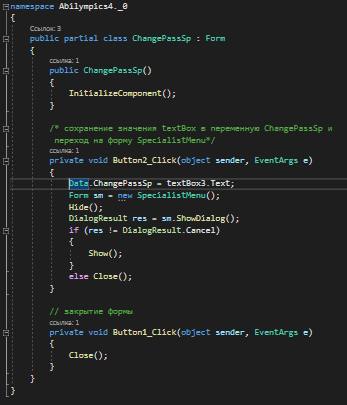 namespace Abilympics4._0
{
Ссылок: 3
public partial class ChangePassSp : Form
{
ссылка: 1
public ChangePassSp()
{
InitializeComponent();
}
/* сохранение значения textBox в переменную ChangePassSp и
переход на форму SpecialistMenu*/
ссылка: 1
private void Button2_Click(object sender, EventArgs e)
{
Data.ChangePassSp = textBox3.Text;
Form sm = new SpecialistMenu();
Hide();
DialogResult res = sm.ShowDialog();
if (res != DialogResult.Cancel)
{
Show();
}
else Close();
}
// закрытие формы
ссылка: 1
private void Button1_Click(object sender, EventArgs e)
{
Close();
}
}
}